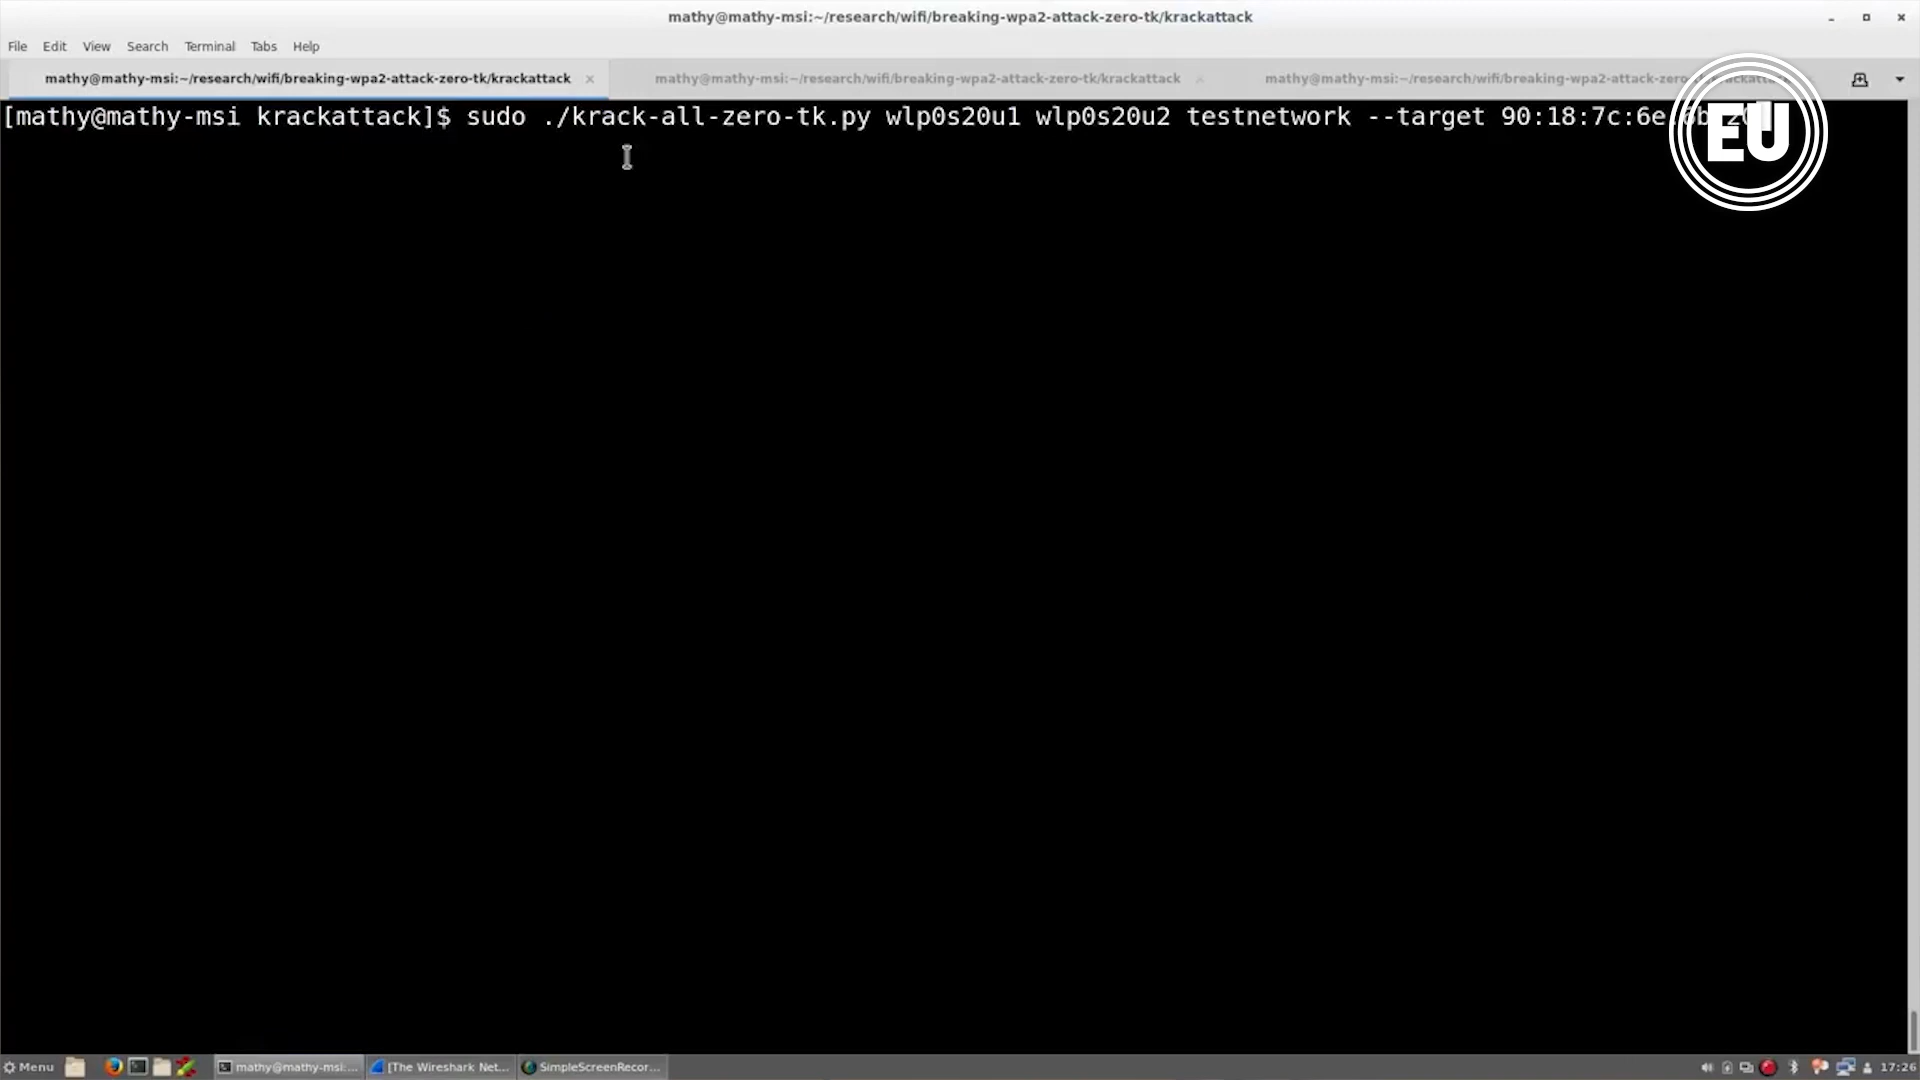 mathy@mathy-msi:~/research/wifi/breaking-wpa2-attack-zero-tk/krackattack
File Edit View Search Terminal Tabs Help
mathy@mathy-msi:~/research/wifi/breaking-wpa2-attack-zero-tk/krackattack
mathy@mathy-msi:~/research/wifi/breaking-wpa2-attack-zero-tk/krackattack
mathy@mathy-msi:~/research/wifi/breaking-wpa2-attack-zero-
[mathy@mathy-msi krackattack]$ sudo ./krack-all-zero-tk.py wlp0s20u1 wlp0s20u2 testnetwork --target 90:18:7c:6e
EU
Menu
mathy@mathy-msi:...
[The Wireshark Net...
SimpleScreenRecor...
17:26